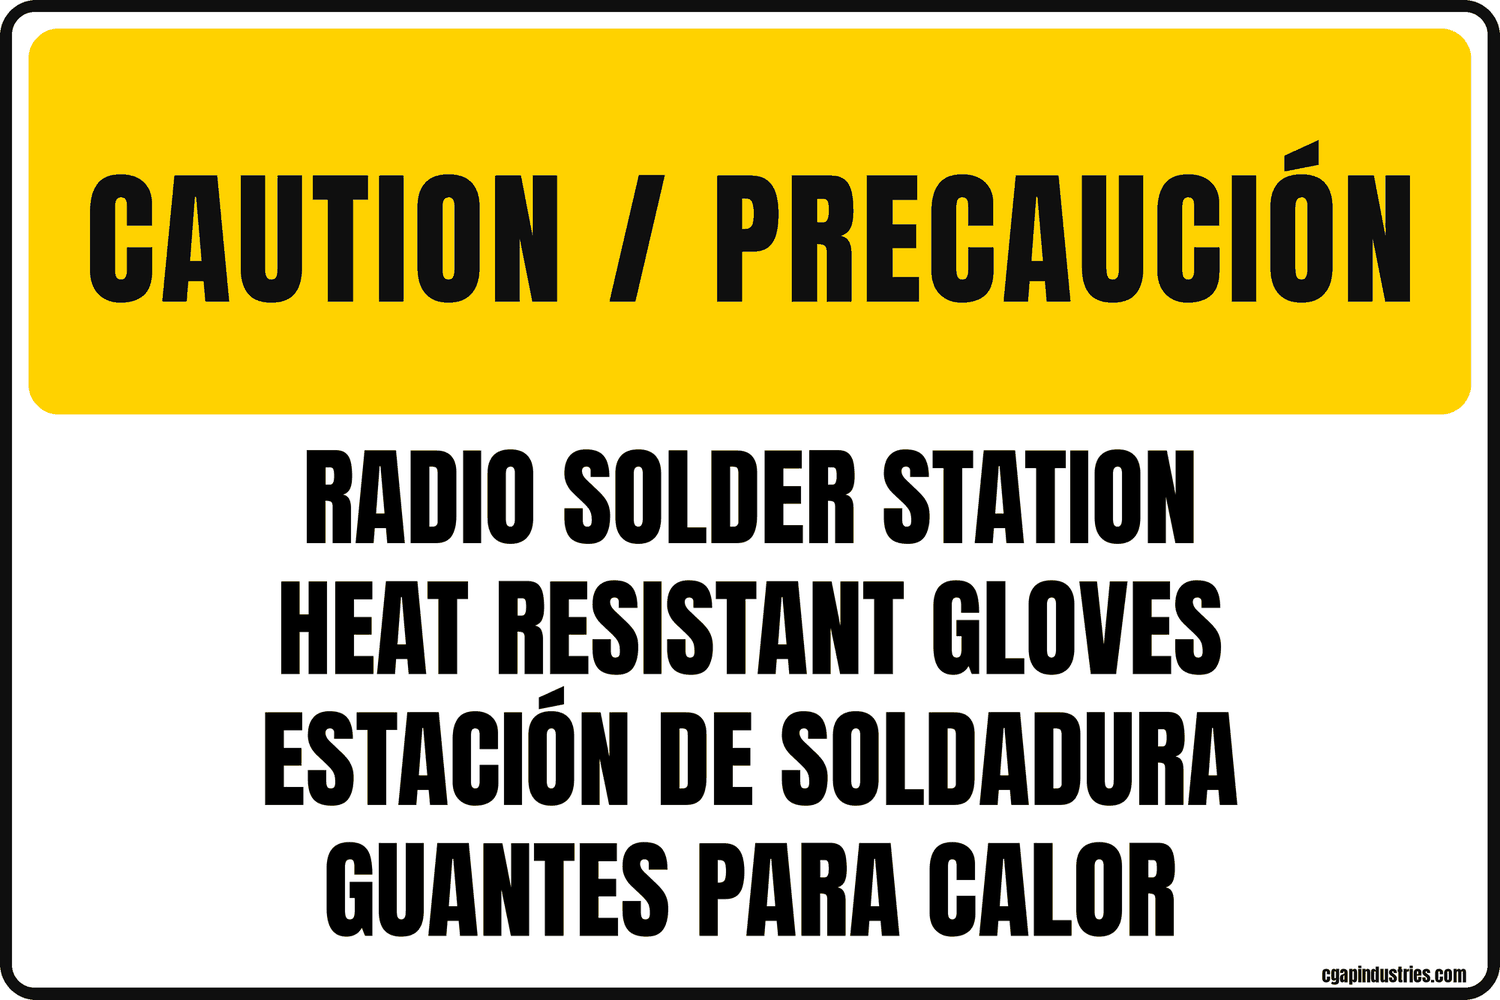 CAUTION / PRECAUCIÓN
RADIO SOLDER STATION
HEAT RESISTANT GLOVES
ESTACIÓN DE SOLDADURA
GUANTES PARA CALOR
cgapindustries.com